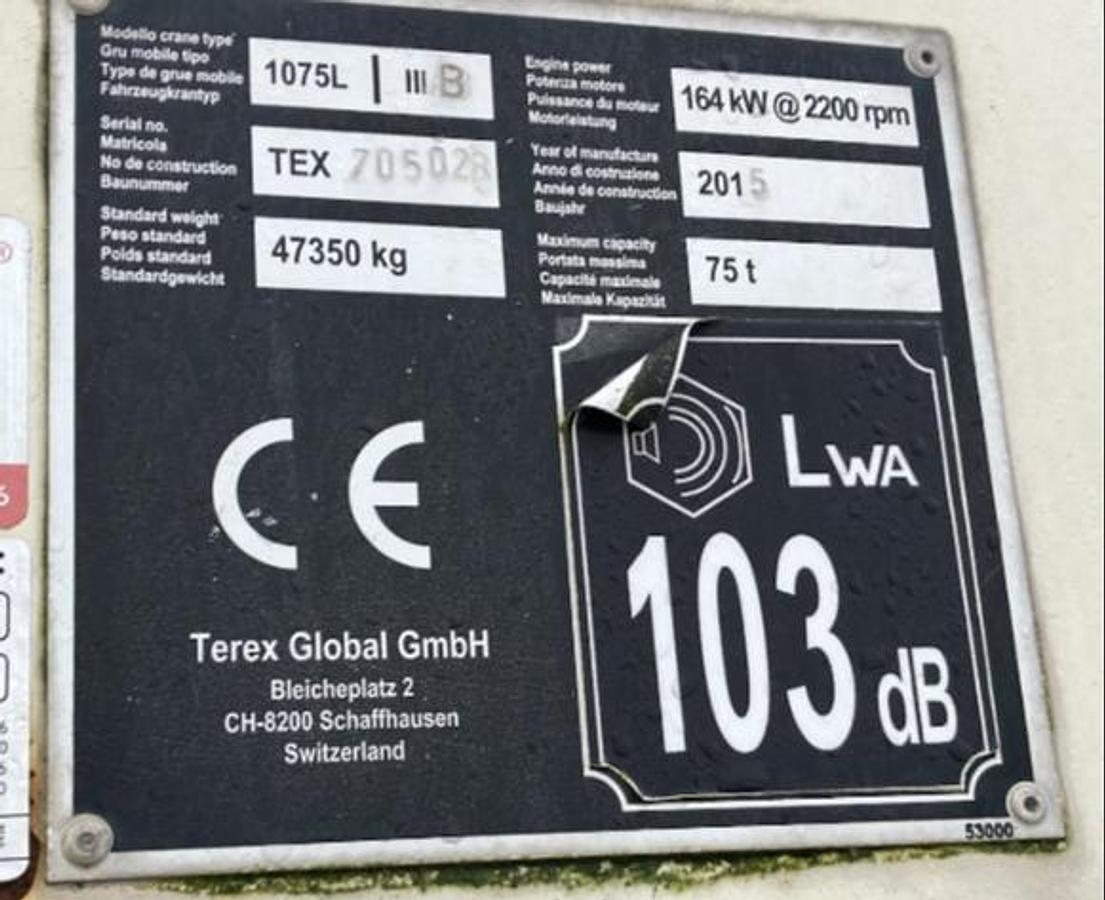 Modello crane type
Gru mobile tipo
Type de grue mobile
Fahrzeugkrantyp
1075L | III B
Serial no.
Matricola
No de construction
Baunummer
TEX
Standard weight
Peso standard
Poids standard
Standardgewicht
47350 kg
Engine power
Potenza motore
Puissance du moteur
Motorleistung
164 kW @ 2200 rpm
Year of manufacture
Anno di costruzione
Année de construction
Baujahr
2015
Maximum capacity
Portata massima
Capacité maximale
Maximale Kapazität
75 t
CE
Terex Global GmbH
Bleicheplatz 2
CH-8200 Schaffhausen
Switzerland
LWA
103 dB
53000